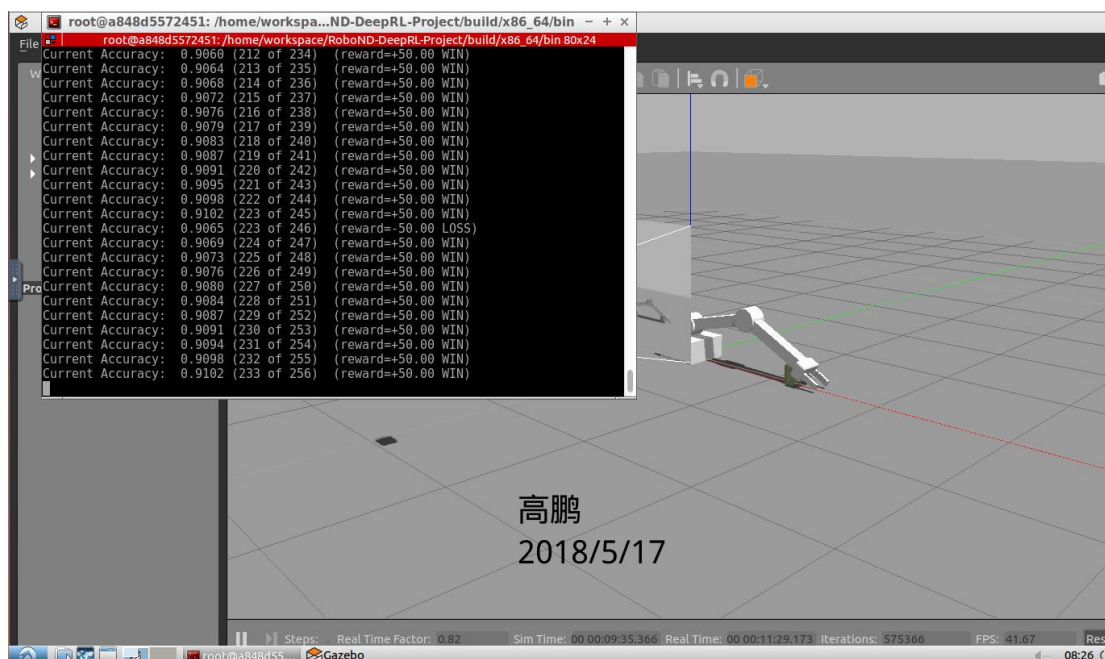 root@a848d5572451: /home/workspa...ND-DeepRL-Project/build/x86_64/bin
File
root@a848d5572451: /home/workspace/RoboND-DeepRL-Project/build/x86_64/bin 80x24
W
Current Accuracy:  0.9060 (212 of 234)  (reward=+50.00 WIN)
Current Accuracy:  0.9064 (213 of 235)  (reward=+50.00 WIN)
Current Accuracy:  0.9068 (214 of 236)  (reward=+50.00 WIN)
Current Accuracy:  0.9072 (215 of 237)  (reward=+50.00 WIN)
Current Accuracy:  0.9076 (216 of 238)  (reward=+50.00 WIN)
Current Accuracy:  0.9079 (217 of 239)  (reward=+50.00 WIN)
Current Accuracy:  0.9083 (218 of 240)  (reward=+50.00 WIN)
Current Accuracy:  0.9087 (219 of 241)  (reward=+50.00 WIN)
Current Accuracy:  0.9091 (220 of 242)  (reward=+50.00 WIN)
Current Accuracy:  0.9095 (221 of 243)  (reward=+50.00 WIN)
Current Accuracy:  0.9098 (222 of 244)  (reward=+50.00 WIN)
Current Accuracy:  0.9102 (223 of 245)  (reward=+50.00 WIN)
Current Accuracy:  0.9065 (223 of 246)  (reward=-50.00 LOSS)
Current Accuracy:  0.9069 (224 of 247)  (reward=+50.00 WIN)
Current Accuracy:  0.9073 (225 of 248)  (reward=+50.00 WIN)
Current Accuracy:  0.9076 (226 of 249)  (reward=+50.00 WIN)
Pro
Current Accuracy:  0.9080 (227 of 250)  (reward=+50.00 WIN)
Current Accuracy:  0.9084 (228 of 251)  (reward=+50.00 WIN)
Current Accuracy:  0.9087 (229 of 252)  (reward=+50.00 WIN)
Current Accuracy:  0.9091 (230 of 253)  (reward=+50.00 WIN)
Current Accuracy:  0.9094 (231 of 254)  (reward=+50.00 WIN)
Current Accuracy:  0.9098 (232 of 255)  (reward=+50.00 WIN)
Current Accuracy:  0.9102 (233 of 256)  (reward=+50.00 WIN)
高鹏
2018/5/17
Steps: Real Time Factor: 0.82 Sim Time: 00 00:09:35.366 Real Time: 00 00:11:29.173 Iterations: 575366 FPS: 41.67 Res
root@a848d55... Gazebo 08:26